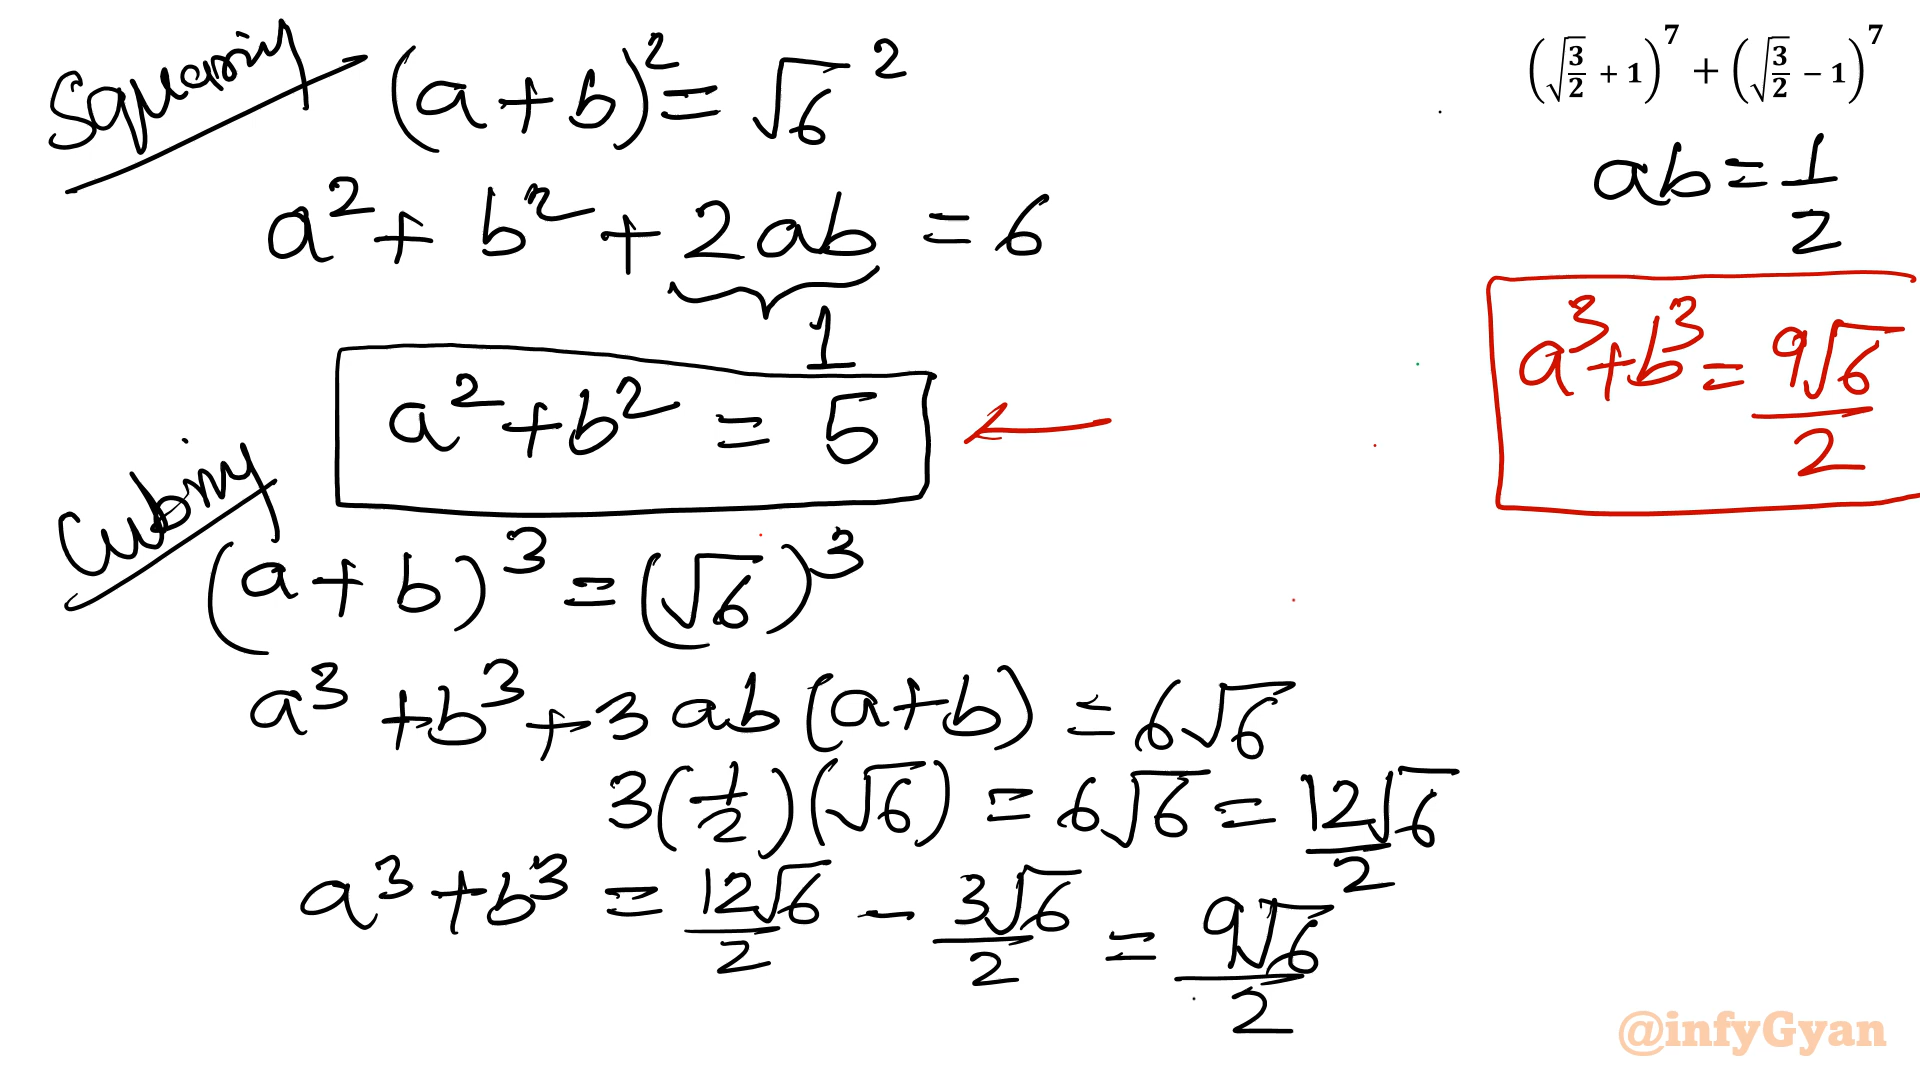 Squaring (a + b)² = √6²
a² + b² + 2ab = 6
1
a² + b² = 5
Cubing
(a + b)³ = (√6)³
a³ + b³ + 3ab(a+b) = 6√6
3(1/2)(√6) = 6√6 = 12√6/2
a³ + b³ = 12√6/2 − 3√6/2 = 9√6/2
(√(3/2) + 1)⁷ + (√(3/2) − 1)⁷
ab = 1/2
a³ + b³ = 9√6/2
@infyGyan